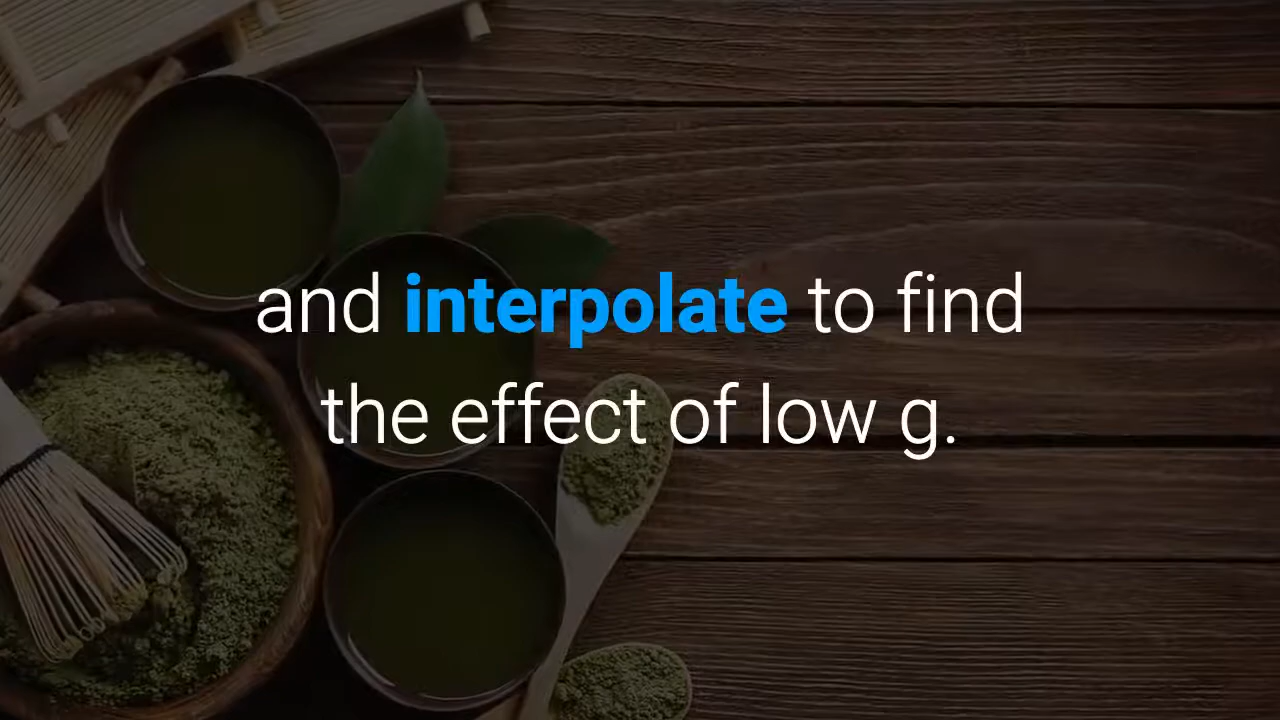 and interpolate to find
the effect of low g.